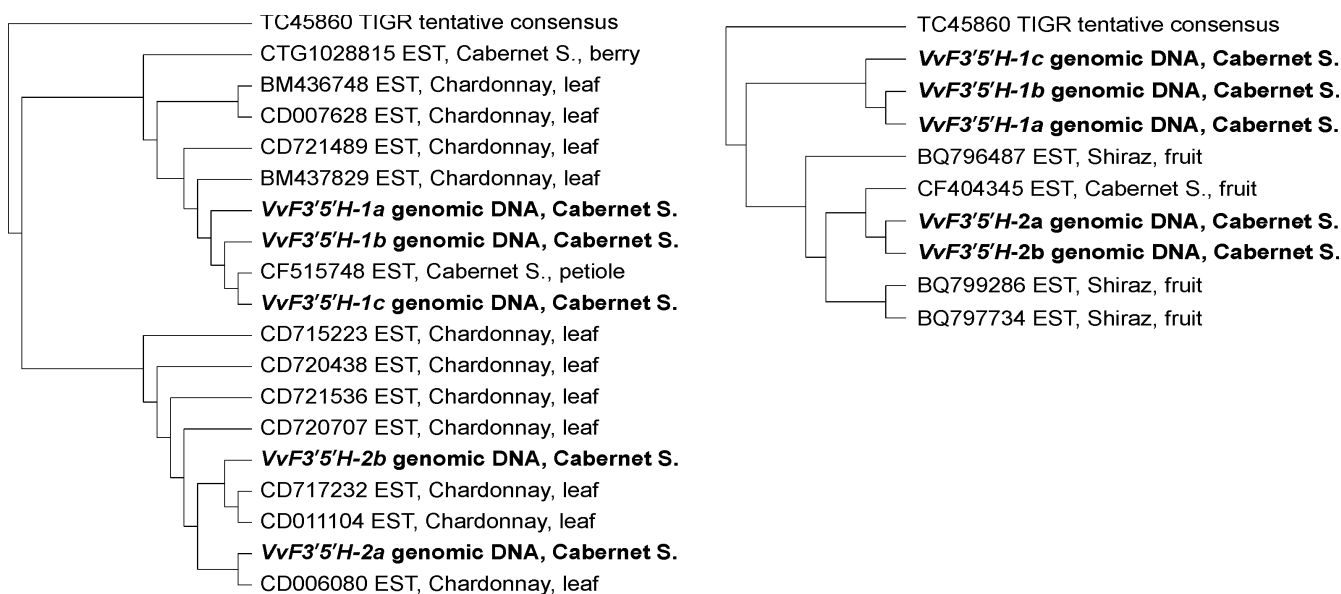 TC45860 TIGR tentative consensus
CTG1028815 EST, Cabernet S., berry
BM436748 EST, Chardonnay, leaf
CD007628 EST, Chardonnay, leaf
CD721489 EST, Chardonnay, leaf
BM437829 EST, Chardonnay, leaf
VvF3′5′H-1a genomic DNA, Cabernet S.
VvF3′5′H-1b genomic DNA, Cabernet S.
CF515748 EST, Cabernet S., petiole
VvF3′5′H-1c genomic DNA, Cabernet S.
CD715223 EST, Chardonnay, leaf
CD720438 EST, Chardonnay, leaf
CD721536 EST, Chardonnay, leaf
CD720707 EST, Chardonnay, leaf
VvF3′5′H-2b genomic DNA, Cabernet S.
CD717232 EST, Chardonnay, leaf
CD011104 EST, Chardonnay, leaf
VvF3′5′H-2a genomic DNA, Cabernet S.
CD006080 EST, Chardonnay, leaf
TC45860 TIGR tentative consensus
VvF3′5′H-1c genomic DNA, Cabernet S.
VvF3′5′H-1b genomic DNA, Cabernet S.
VvF3′5′H-1a genomic DNA, Cabernet S.
BQ796487 EST, Shiraz, fruit
CF404345 EST, Cabernet S., fruit
VvF3′5′H-2a genomic DNA, Cabernet S.
VvF3′5′H-2b genomic DNA, Cabernet S.
BQ799286 EST, Shiraz, fruit
BQ797734 EST, Shiraz, fruit